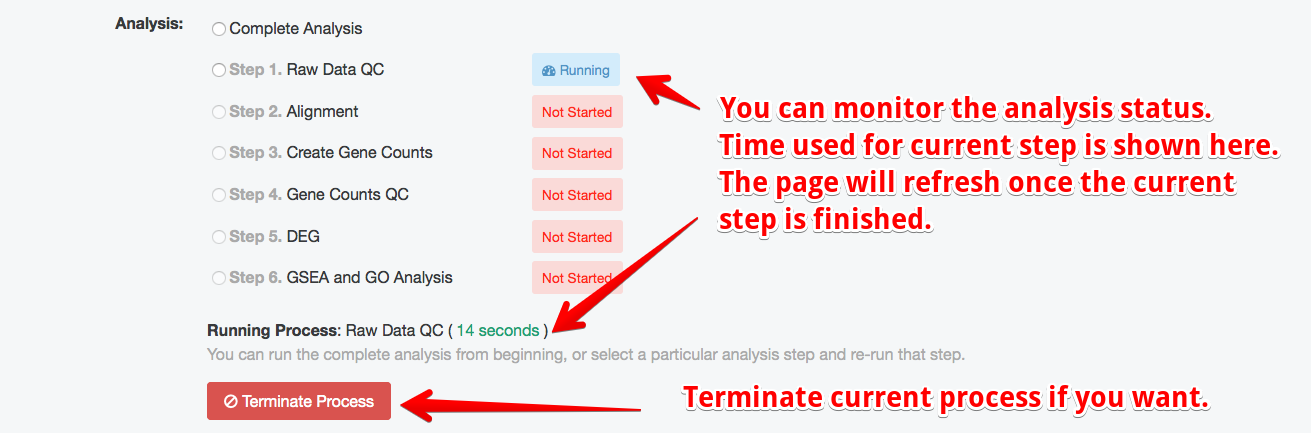 Analysis:
Complete Analysis
Step 1. Raw Data QC
Running
Step 2. Alignment
Not Started
Step 3. Create Gene Counts
Not Started
Step 4. Gene Counts QC
Not Started
Step 5. DEG
Not Started
Step 6. GSEA and GO Analysis
Not Started
You can monitor the analysis status.
Time used for current step is shown here.
The page will refresh once the current
step is finished.
Running Process: Raw Data QC ( 14 seconds )
You can run the complete analysis from beginning, or select a particular analysis step and re-run that step.
Terminate Process
Terminate current process if you want.